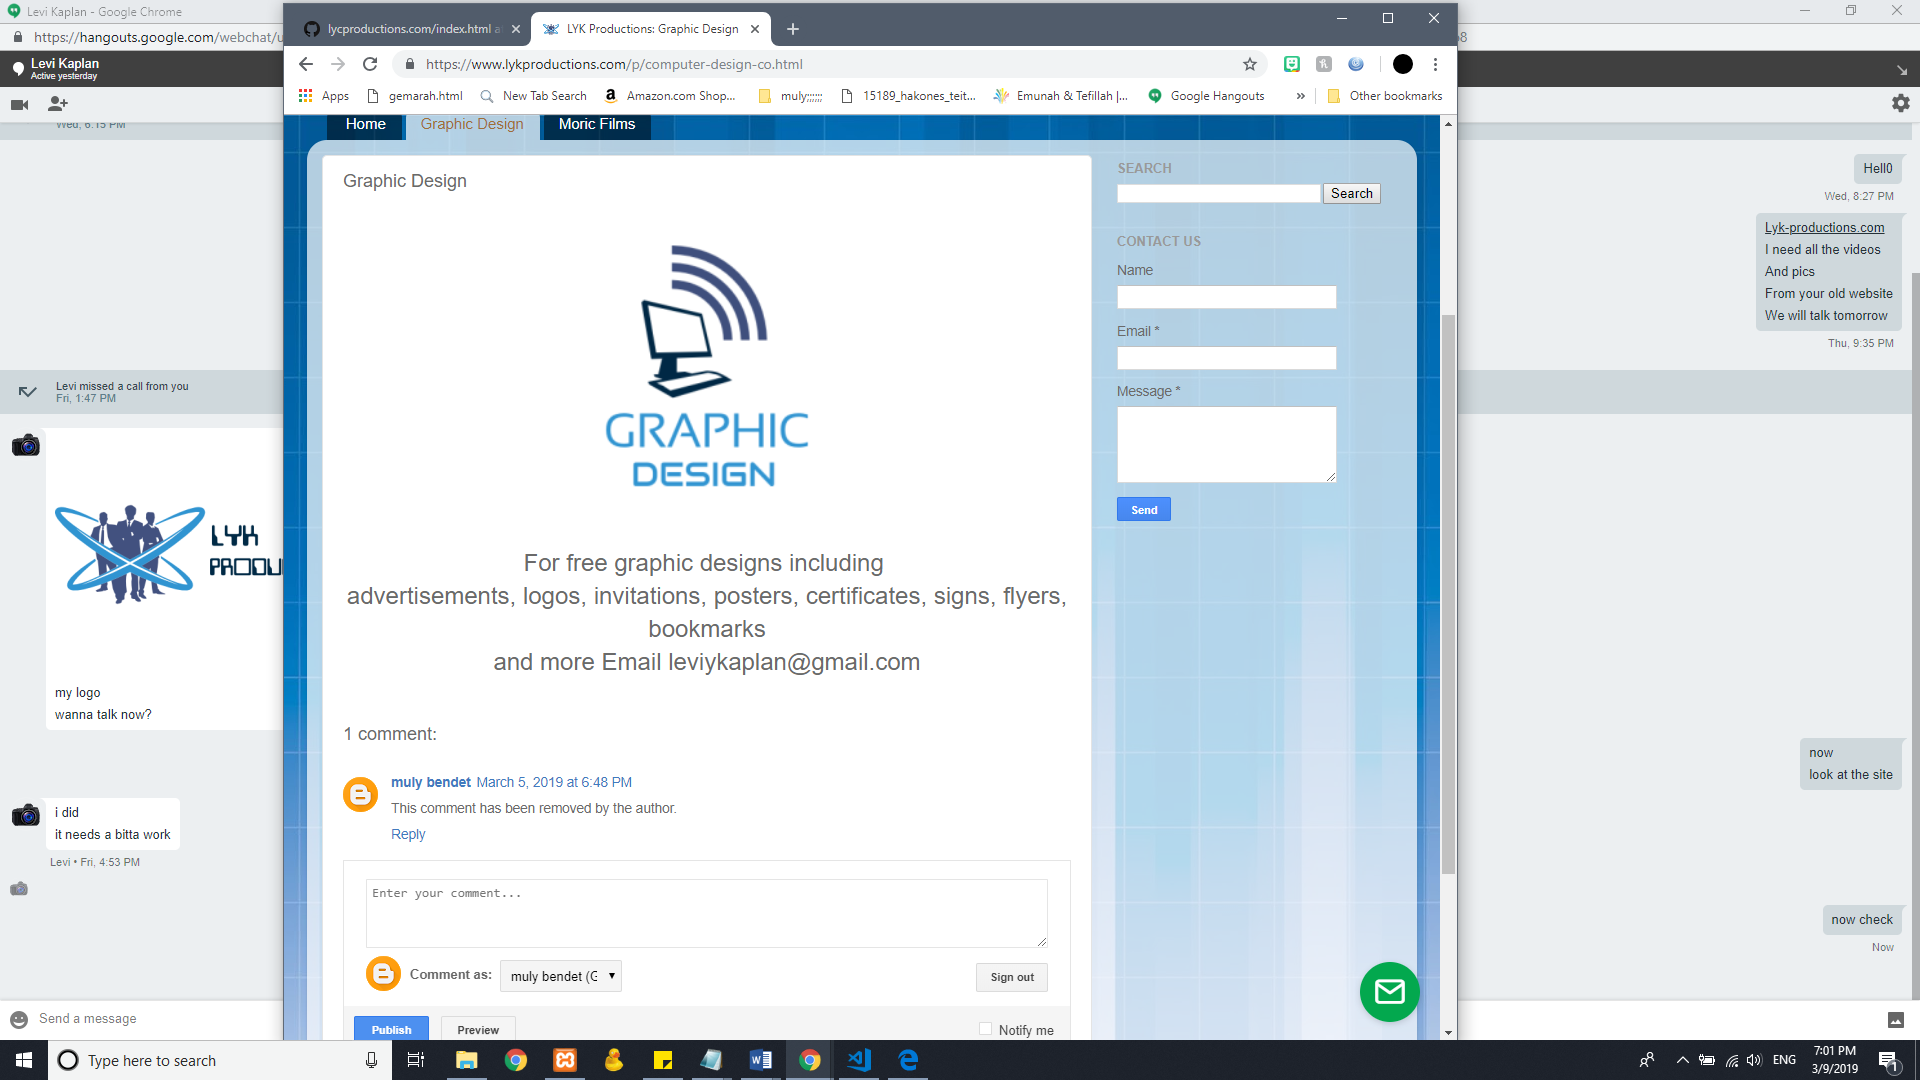 Levi Kaplan - Google Chrome
https://hangouts.google.com/webchat/u
Levi Kaplan
Active yesterday
Wed, 6:15 PM
Levi missed a call from you
Fri, 1:47 PM
LYK
PRODU
my logo
wanna talk now?
i did
it needs a bitta work
Levi • Fri, 4:53 PM
Send a message
lycproductions.com/index.html a
LYK Productions: Graphic Design
https://www.lykproductions.com/p/computer-design-co.html
Apps
gemarah.html
New Tab Search
Amazon.com Shop...
muly;;;;;;
15189_hakones_teit...
Emunah & Tefillah |...
Google Hangouts
»
Other bookmarks
Home
Graphic Design
Moric Films
Graphic Design
GRAPHIC
DESIGN
For free graphic designs including
advertisements, logos, invitations, posters, certificates, signs, flyers,
bookmarks
and more Email leviykaplan@gmail.com
1 comment:
muly bendet March 5, 2019 at 6:48 PM
This comment has been removed by the author.
Reply
Enter your comment...
Comment as:
muly bendet (G
Sign out
Publish
Preview
Notify me
SEARCH
Search
CONTACT US
Name
Email *
Message *
Send
68
Hell0
Wed, 8:27 PM
Lyk-productions.com
I need all the videos
And pics
From your old website
We will talk tomorrow
Thu, 9:35 PM
now
look at the site
now check
Now
Type here to search
ENG
7:01 PM
3/9/2019
1